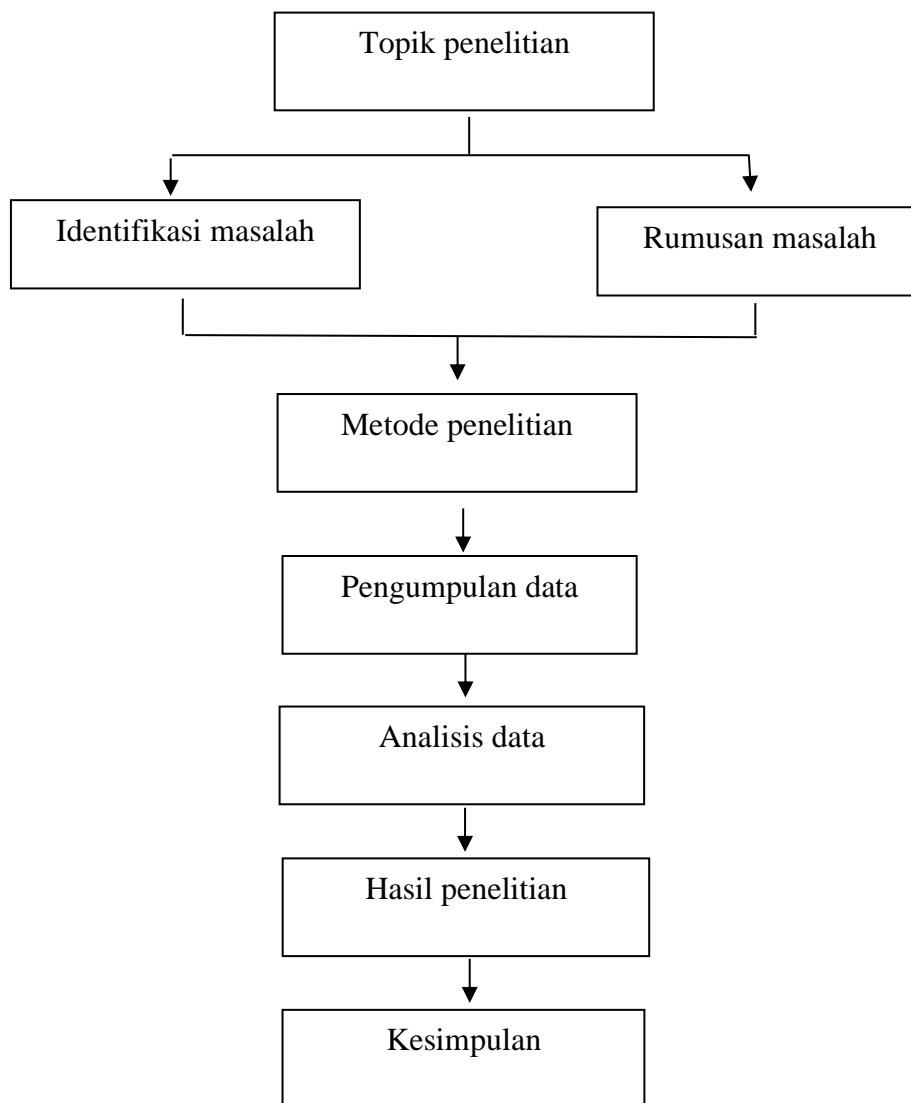 Topik penelitian
Identifikasi masalah
Rumusan masalah
Metode penelitian
Pengumpulan data
Analisis data
Hasil penelitian
Kesimpulan